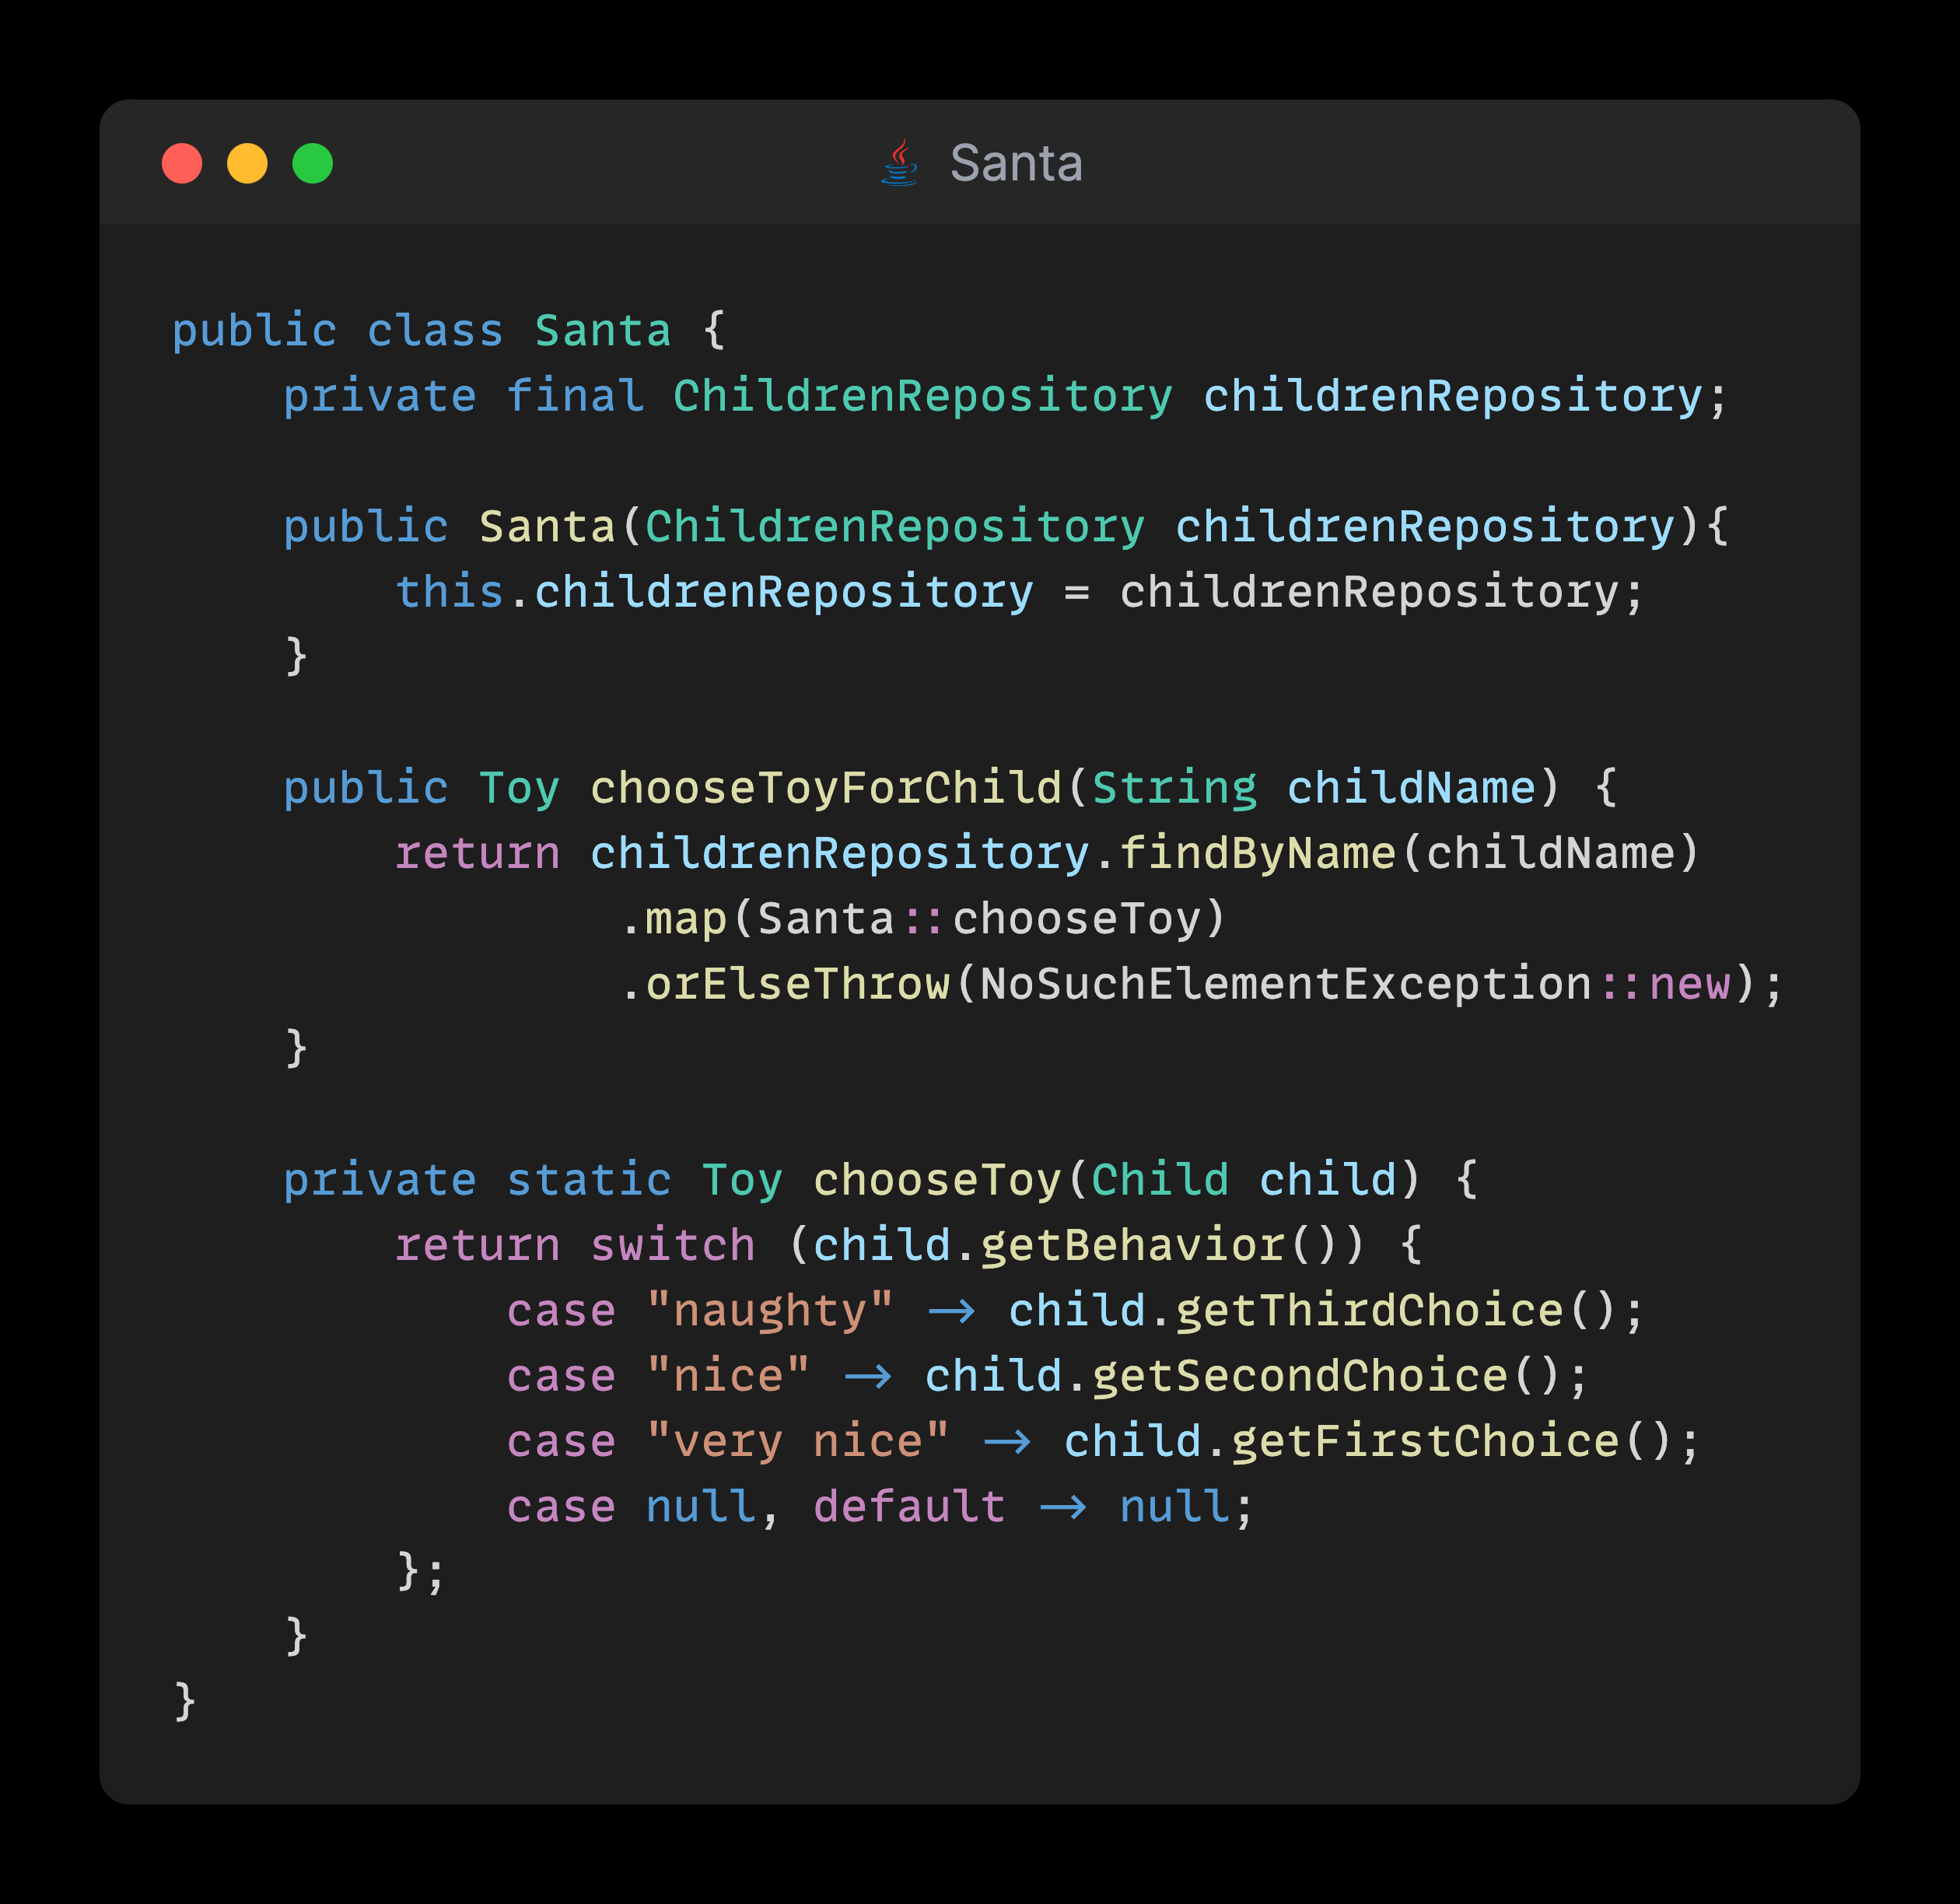 Santa
public class Santa {
    private final ChildrenRepository childrenRepository;
    public Santa(ChildrenRepository childrenRepository){
        this.childrenRepository = childrenRepository;
    }
    public Toy chooseToyForChild(String childName) {
        return childrenRepository.findByName(childName)
                .map(Santa::chooseToy)
                .orElseThrow(NoSuchElementException::new);
    }
    private static Toy chooseToy(Child child) {
        return switch (child.getBehavior()) {
            case "naughty" -> child.getThirdChoice();
            case "nice" -> child.getSecondChoice();
            case "very nice" -> child.getFirstChoice();
            case null, default -> null;
        };
    }
}